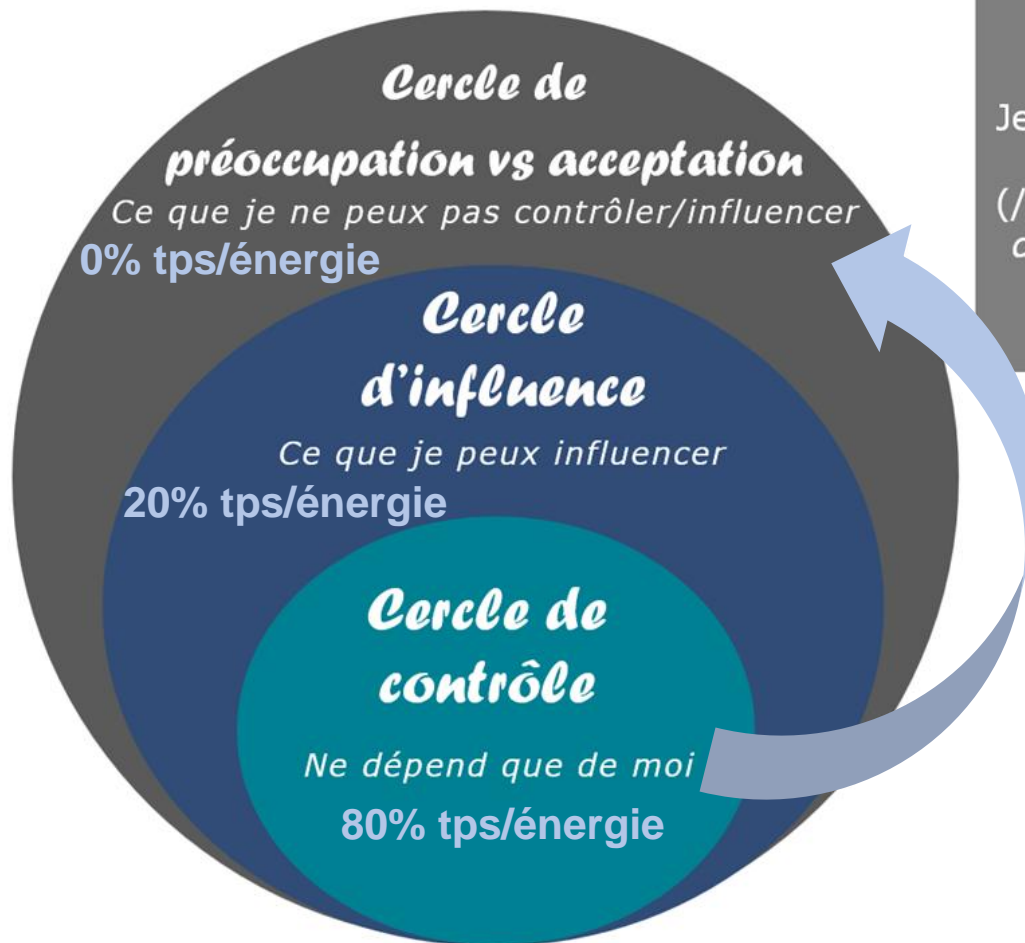 Cercle de
préoccupation vs acceptation
Ce que je ne peux pas contrôler/influencer
0% tps/énergie
Cercle
d'influence
Ce que je peux influencer
20% tps/énergie
Cercle de
contrôle
Ne dépend que de moi
80% tps/énergie
Je
(/